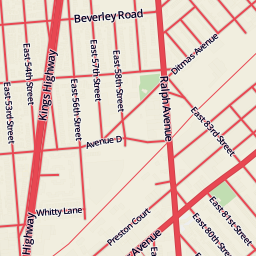 Beverley Road
Ditmas Avenue
Kings Highway
East 57th Street
East 58th Street
East 54th Street
East 56th Street
East 53rd Street
Ralph Avenue
East 83rd Street
Avenue D
Whitty Lane
Preston Court
East 81st Street
East 80th Street
Highway
Avenue